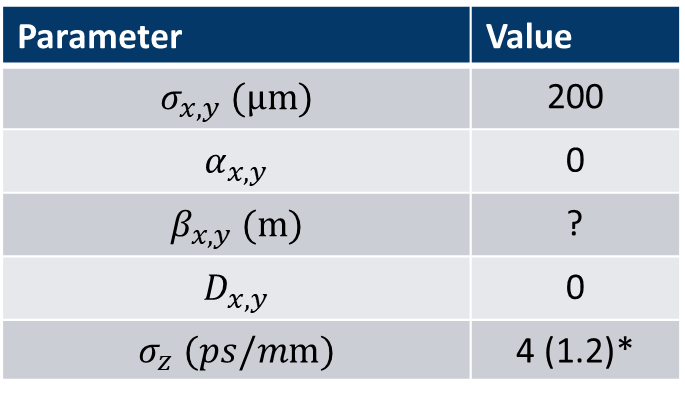 Parameter Value
σx,y (μm) 200
αx,y 0
βx,y (m) ?
Dx,y 0
σz (ps/mm) 4 (1.2)*